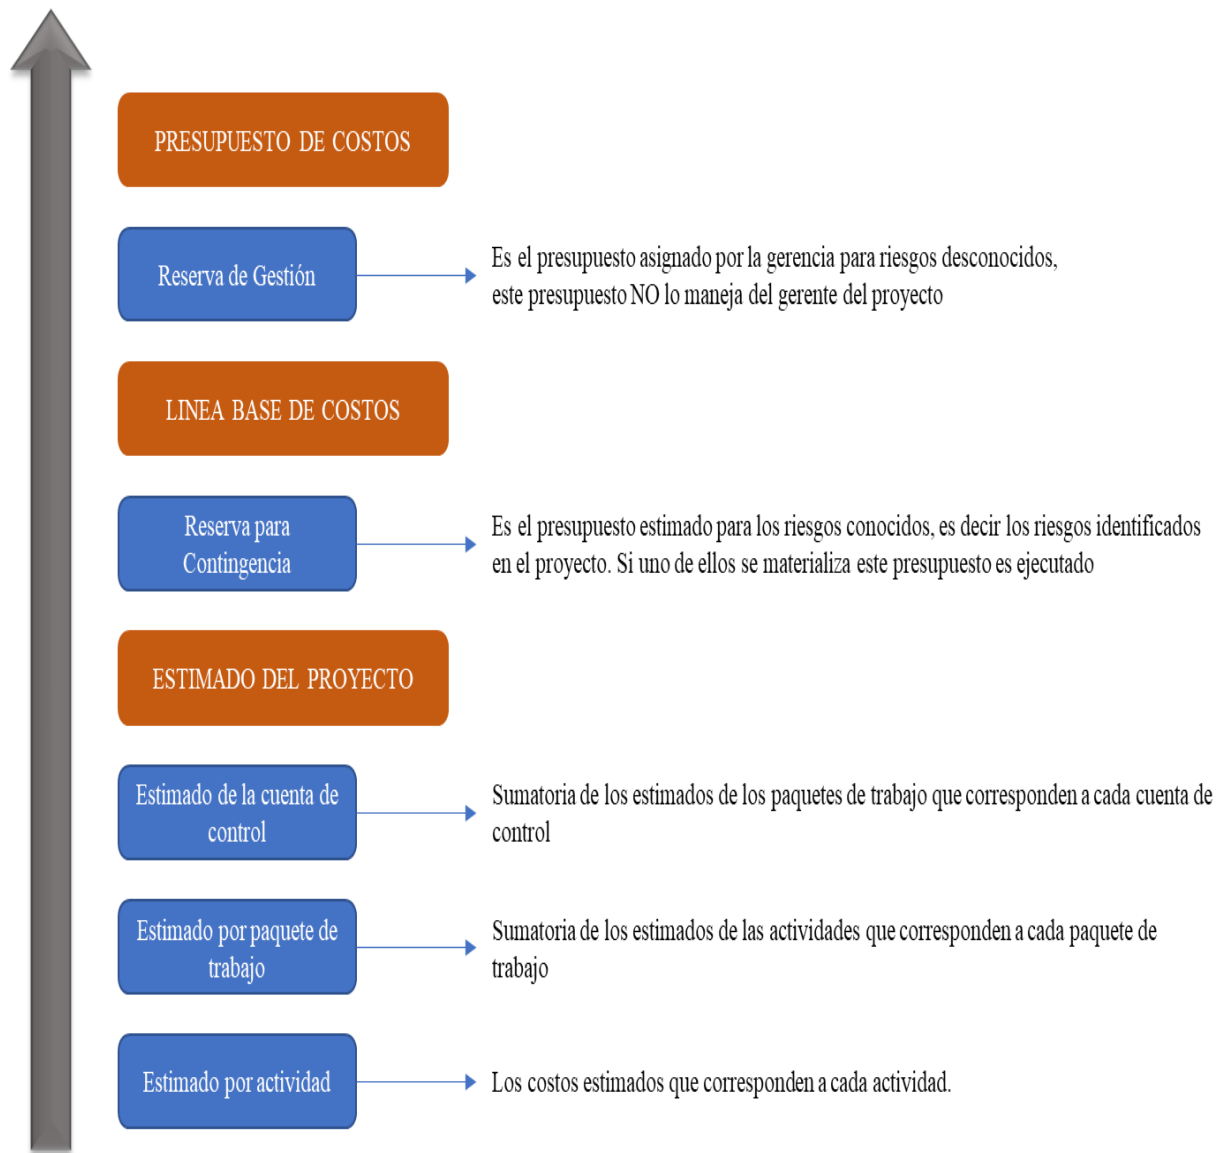 PRESUPUESTO DE COSTOS
Reserva de Gestión
Es el presupuesto asignado por la gerencia para riesgos desconocidos,
este presupuesto NO lo maneja del gerente del proyecto
LINEA BASE DE COSTOS
Reserva para
Contingencia
Es el presupuesto estimado para los riesgos conocidos, es decir los riesgos identificados
en el proyecto. Si uno de ellos se materializa este presupuesto es ejecutado
ESTIMADO DEL PROYECTO
Estimado de la cuenta de
control
Sumatoria de los estimados de los paquetes de trabajo que corresponden a cada cuenta de
control
Estimado por paquete de
trabajo
Sumatoria de los estimados de las actividades que corresponden a cada paquete de
trabajo
Estimado por actividad
Los costos estimados que corresponden a cada actividad.